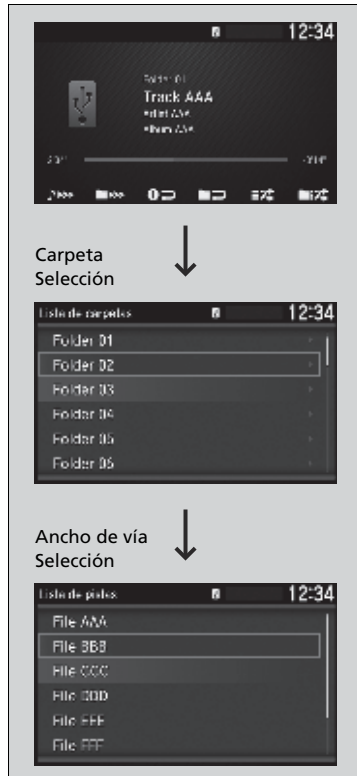 12:34
Folder 01
Track AAA
Artist AAA
Album AAA
Carpeta
Selección
Lista de carpetas
12:34
Folder 01
Folder 02
Folder 03
Folder 04
Folder 05
Folder 06
Ancho de vía
Selección
Lista de pistas
12:34
File AAA
File BBB
File CCC
File DDD
File EEE
File FFF